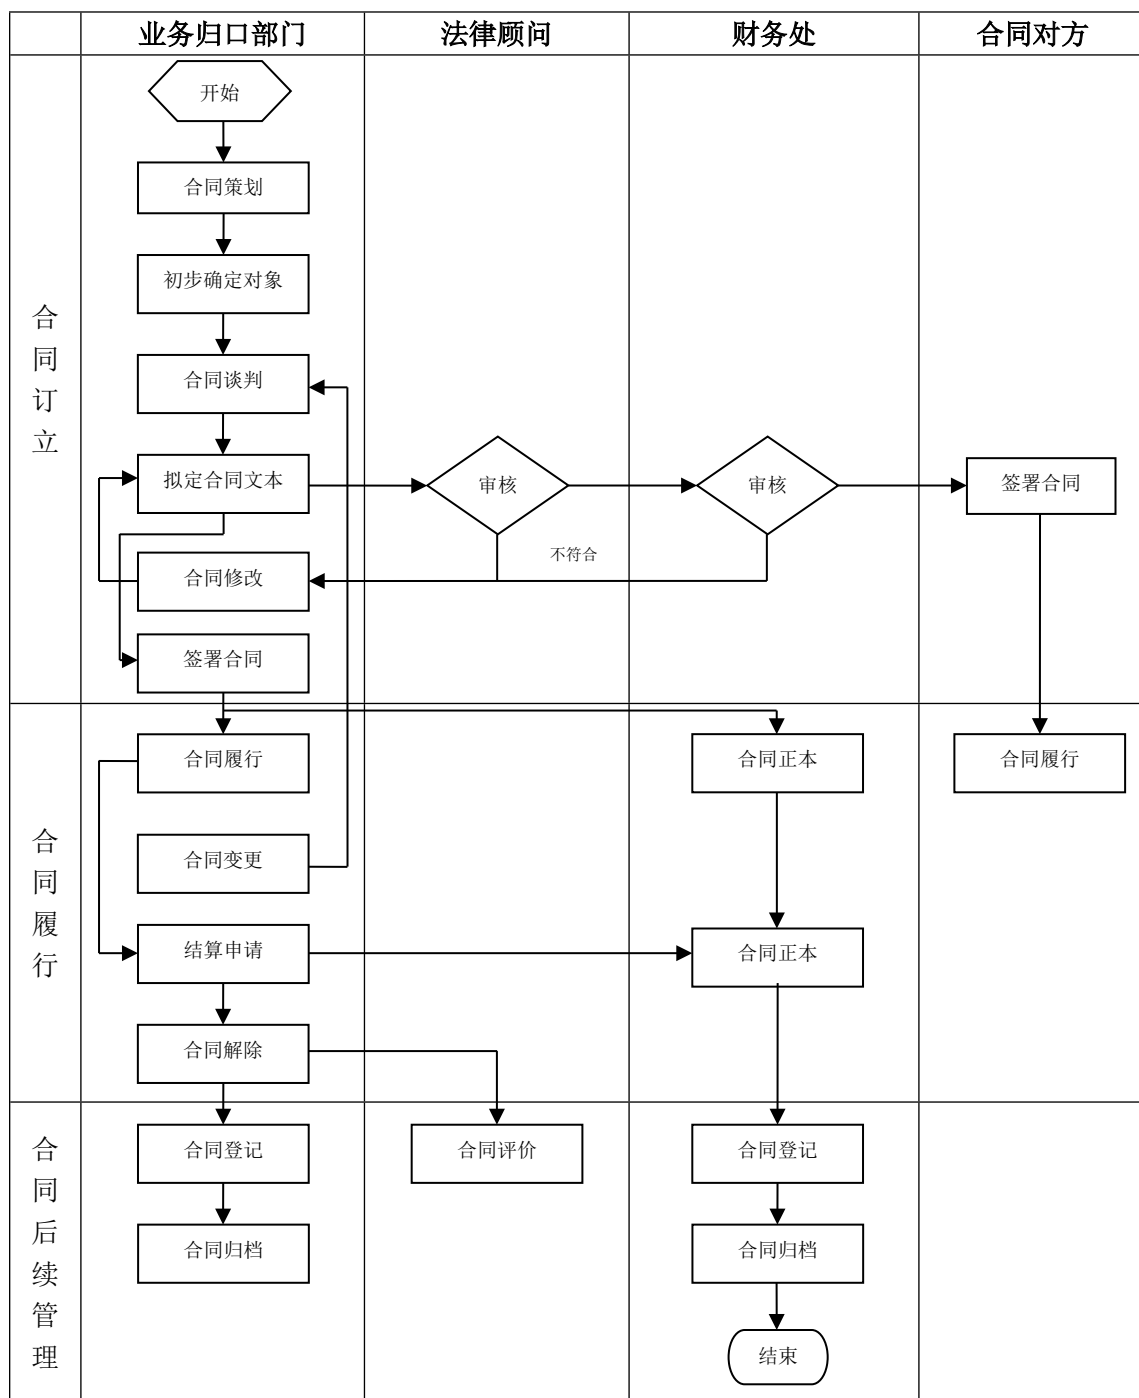 业务归口部门
法律顾问
财务处
合同对方
合同订立
开始
合同策划
初步确定对象
合同谈判
拟定合同文本
审核
审核
签署合同
不符合
合同修改
签署合同
合同履行
合同履行
合同正本
合同履行
合同变更
结算申请
合同正本
合同解除
合同后续管理
合同登记
合同评价
合同登记
合同归档
合同归档
结束